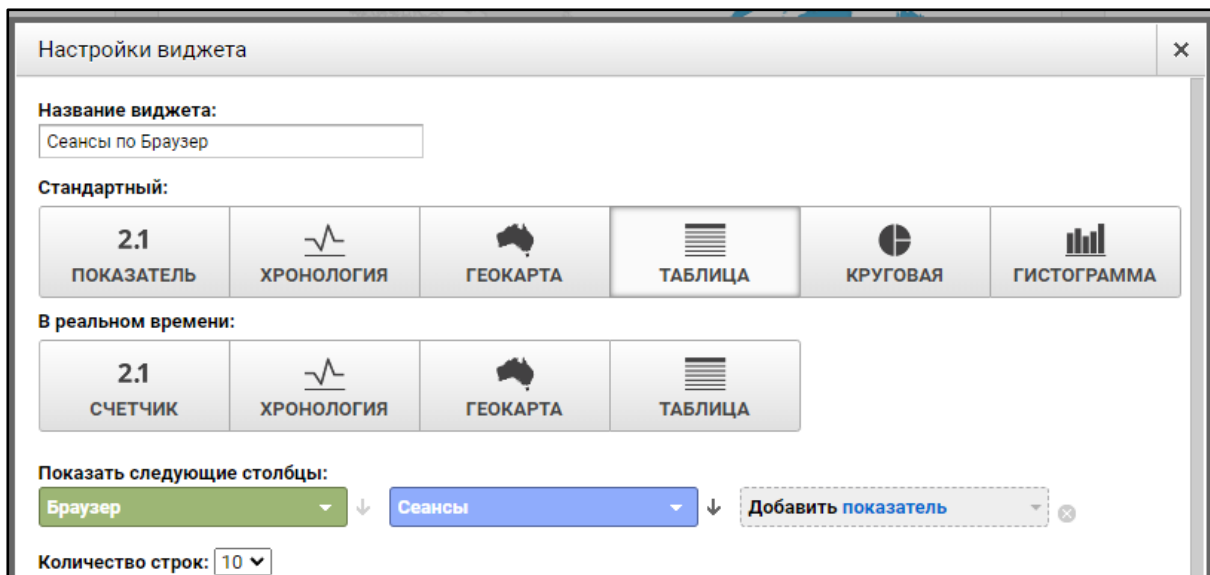 Настройки виджета
Название виджета:
Сеансы по Браузер
Стандартный:
2.1
ПОКАЗАТЕЛЬ ХРОНОЛОГИЯ ГЕОКАРТА ТАБЛИЦА КРУГОВАЯ ГИСТОГРАММА
В реальном времени:
2.1
СЧЕТЧИК ХРОНОЛОГИЯ ГЕОКАРТА ТАБЛИЦА
Показать следующие столбцы:
Браузер Сеансы Добавить показатель
Количество строк: 10